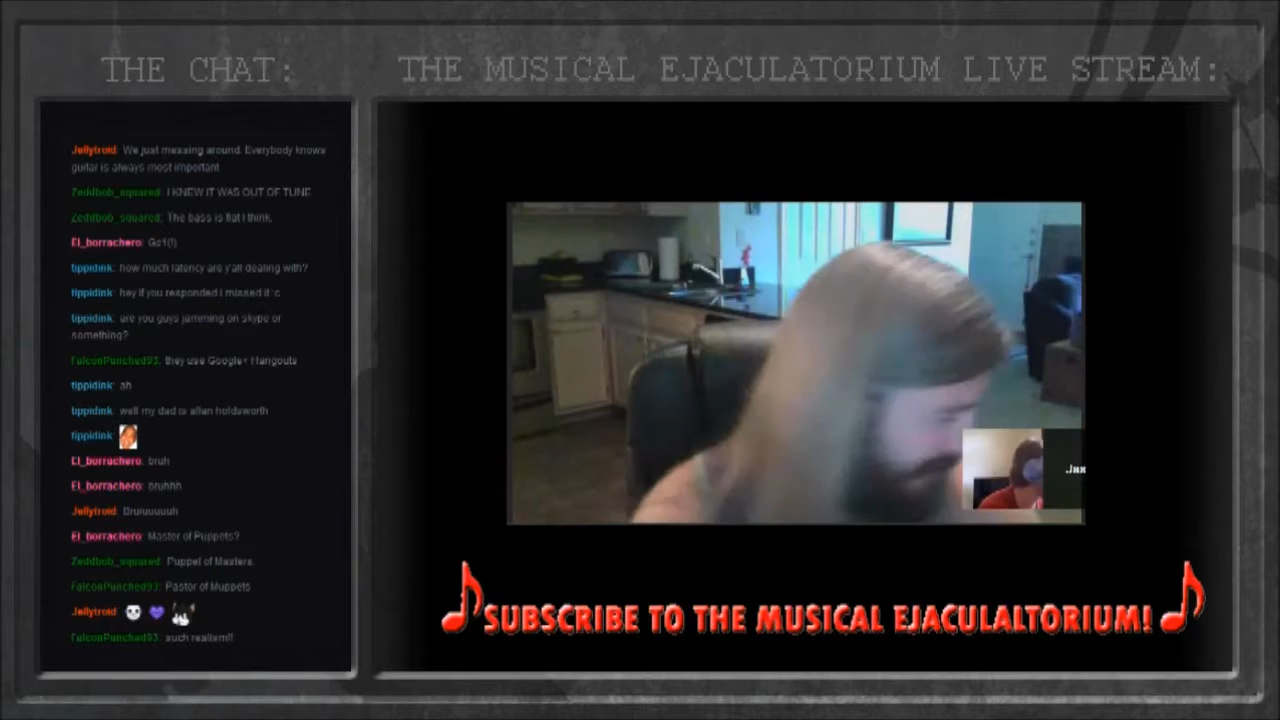 THE CHAT:
THE MUSICAL EJACULATORIUM LIVE STREAM:
Jellytroid: We just messing around. Everybody knows
guitar is always most important
Zeddbob_squared: I KNEW IT WAS OUT OF TUNE
Zeddbob_squared: The bass is flat I think.
El_borrachero:
tippidink: how much latency are y'all dealing with?
tippidink: hey if you responded i missed it :c
tippidink: are you guys jamming on skype or
something?
FalconPunched93: they use Google+ Hangouts
tippidink: ah
tippidink: well my dad is allan holdsworth
tippidink:
El_borrachero: bruh
El_borrachero: bruhhh
Jellytroid: Bruiuuuuuh
El_borrachero: Master of Puppets?
Zeddbob_squared: Puppet of Masters.
FalconPunched93: Pastor of Muppets
Jellytroid:
FalconPunched93: such realism!!
SUBSCRIBE TO THE MUSICAL EJACULALTORIUM!